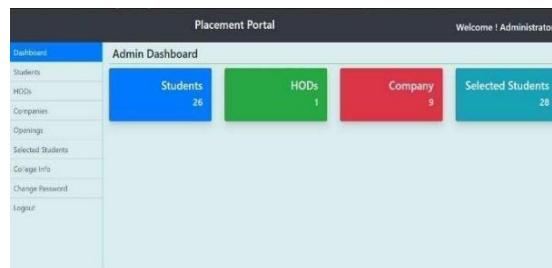 Placement Portal
Welcome ! Administrator
Dashboard
Admin Dashboard
Students
HODs
Companies
Openings
Selected Students
College Info
Change Password
Logout
Students
26
HODs
1
Company
9
Selected Students
28